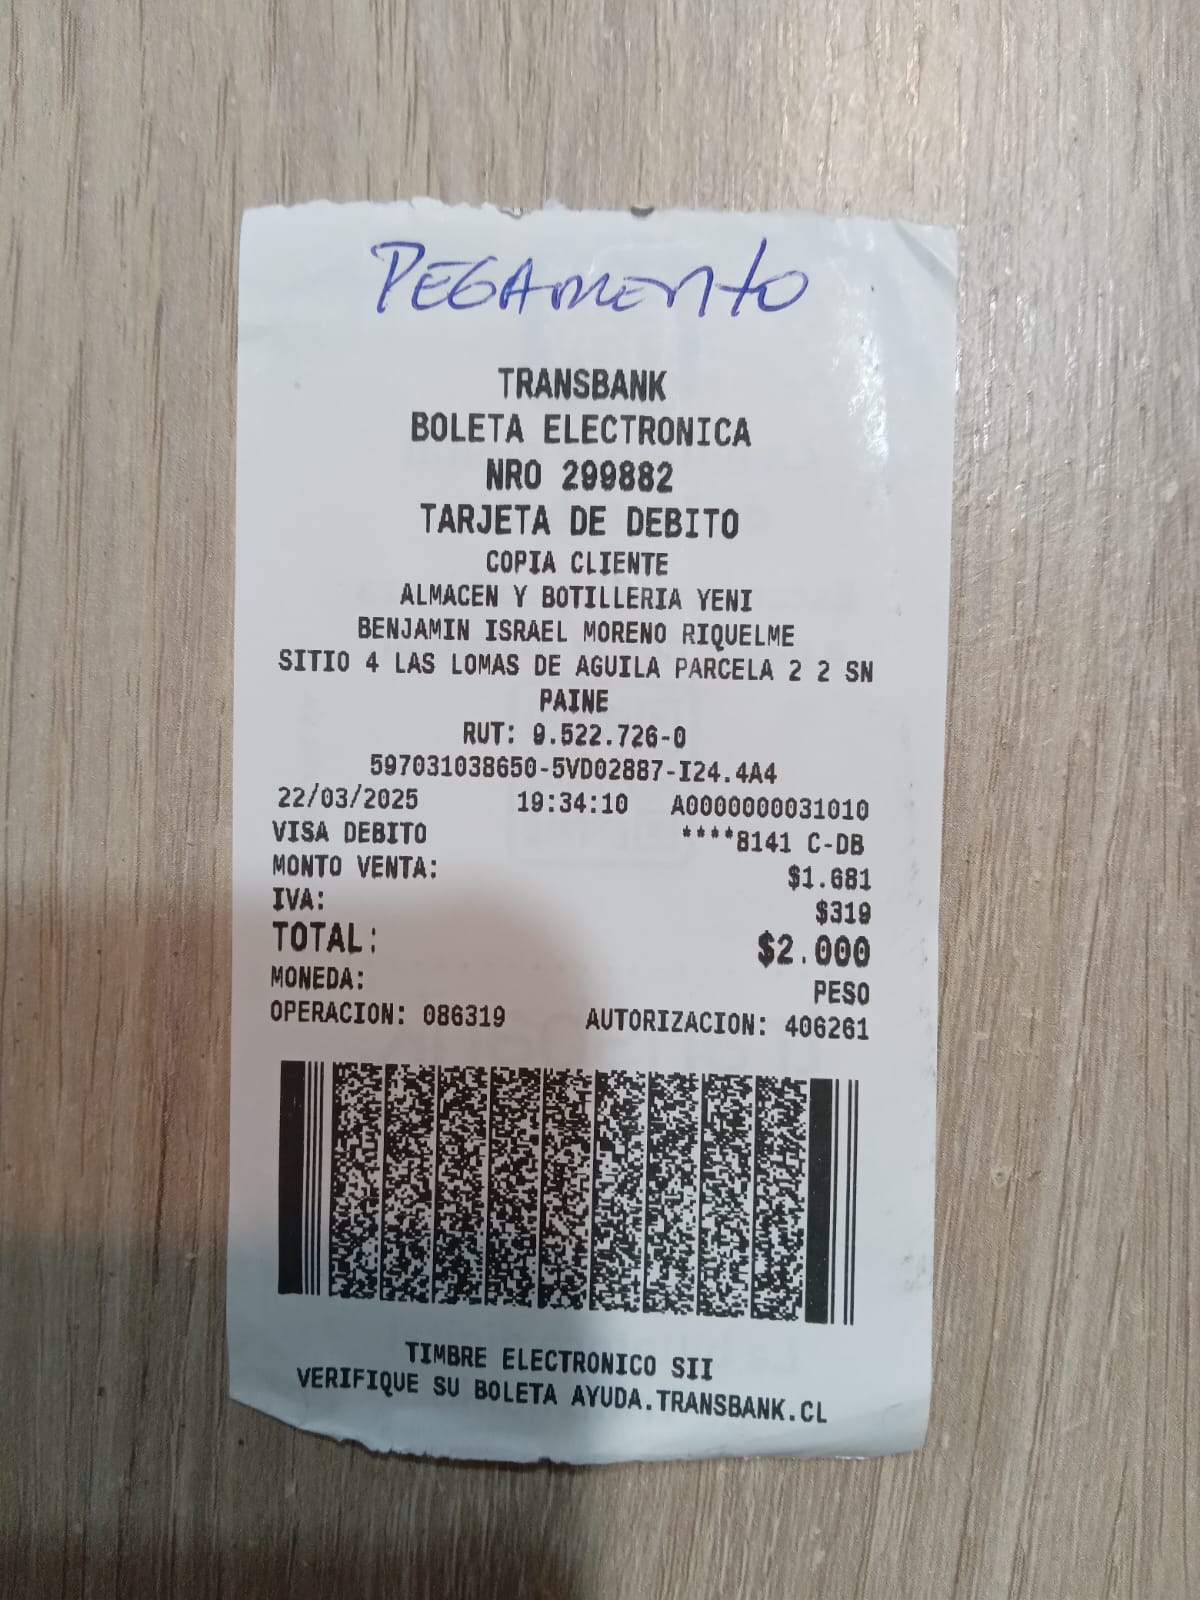 PEGAMENTO
TRANSBANK
BOLETA ELECTRONICA
NRO 299882
TARJETA DE DEBITO
COPIA CLIENTE
ALMACEN Y BOTILLERIA YENI
BENJAMIN ISRAEL MORENO RIQUELME
SITIO 4 LAS LOMAS DE AGUILA PARCELA 2 2 SN
PAINE
RUT: 9.522.726-0
597031038650-5VD02887-I24.4A4
22/03/2025 19:34:10 A0000000031010
VISA DEBITO ****8141 C-DB
MONTO VENTA: $1.681
IVA: $319
TOTAL: $2.000
MONEDA: PESO
OPERACION: 086319 AUTORIZACION: 406261
TIMBRE ELECTRONICO SII
VERIFIQUE SU BOLETA AYUDA.TRANSBANK.CL